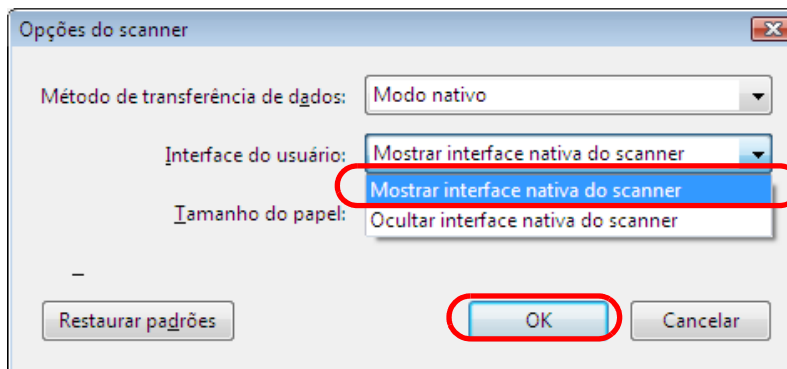 Opções do scanner
Método de transferência de dados: Modo nativo
Interface do usuário: Mostrar interface nativa do scanner
Mostrar interface nativa do scanner
Tamanho do papel: Ocultar interface nativa do scanner
Restaurar padrões OK Cancelar